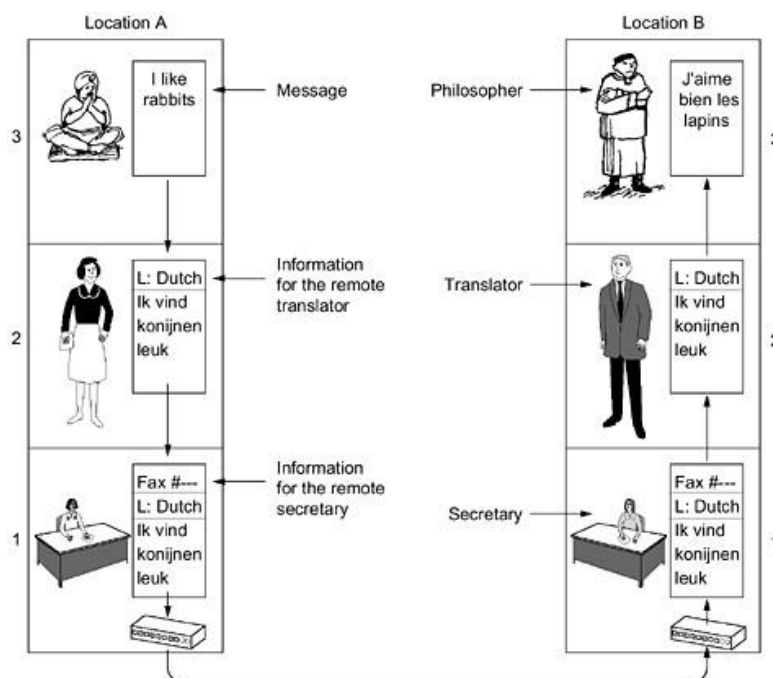 Location A
Location B
3
I like
rabbits
Message
Philosopher
J'aime
bien les
lapins
3
2
L: Dutch
Ik vind
konijnen
leuk
Information
for the remote
translator
Translator
L: Dutch
Ik vind
konijnen
leuk
2
1
Fax #---
L: Dutch
Ik vind
konijnen
leuk
Information
for the remote
secretary
Secretary
Fax #---
L: Dutch
Ik vind
konijnen
leuk